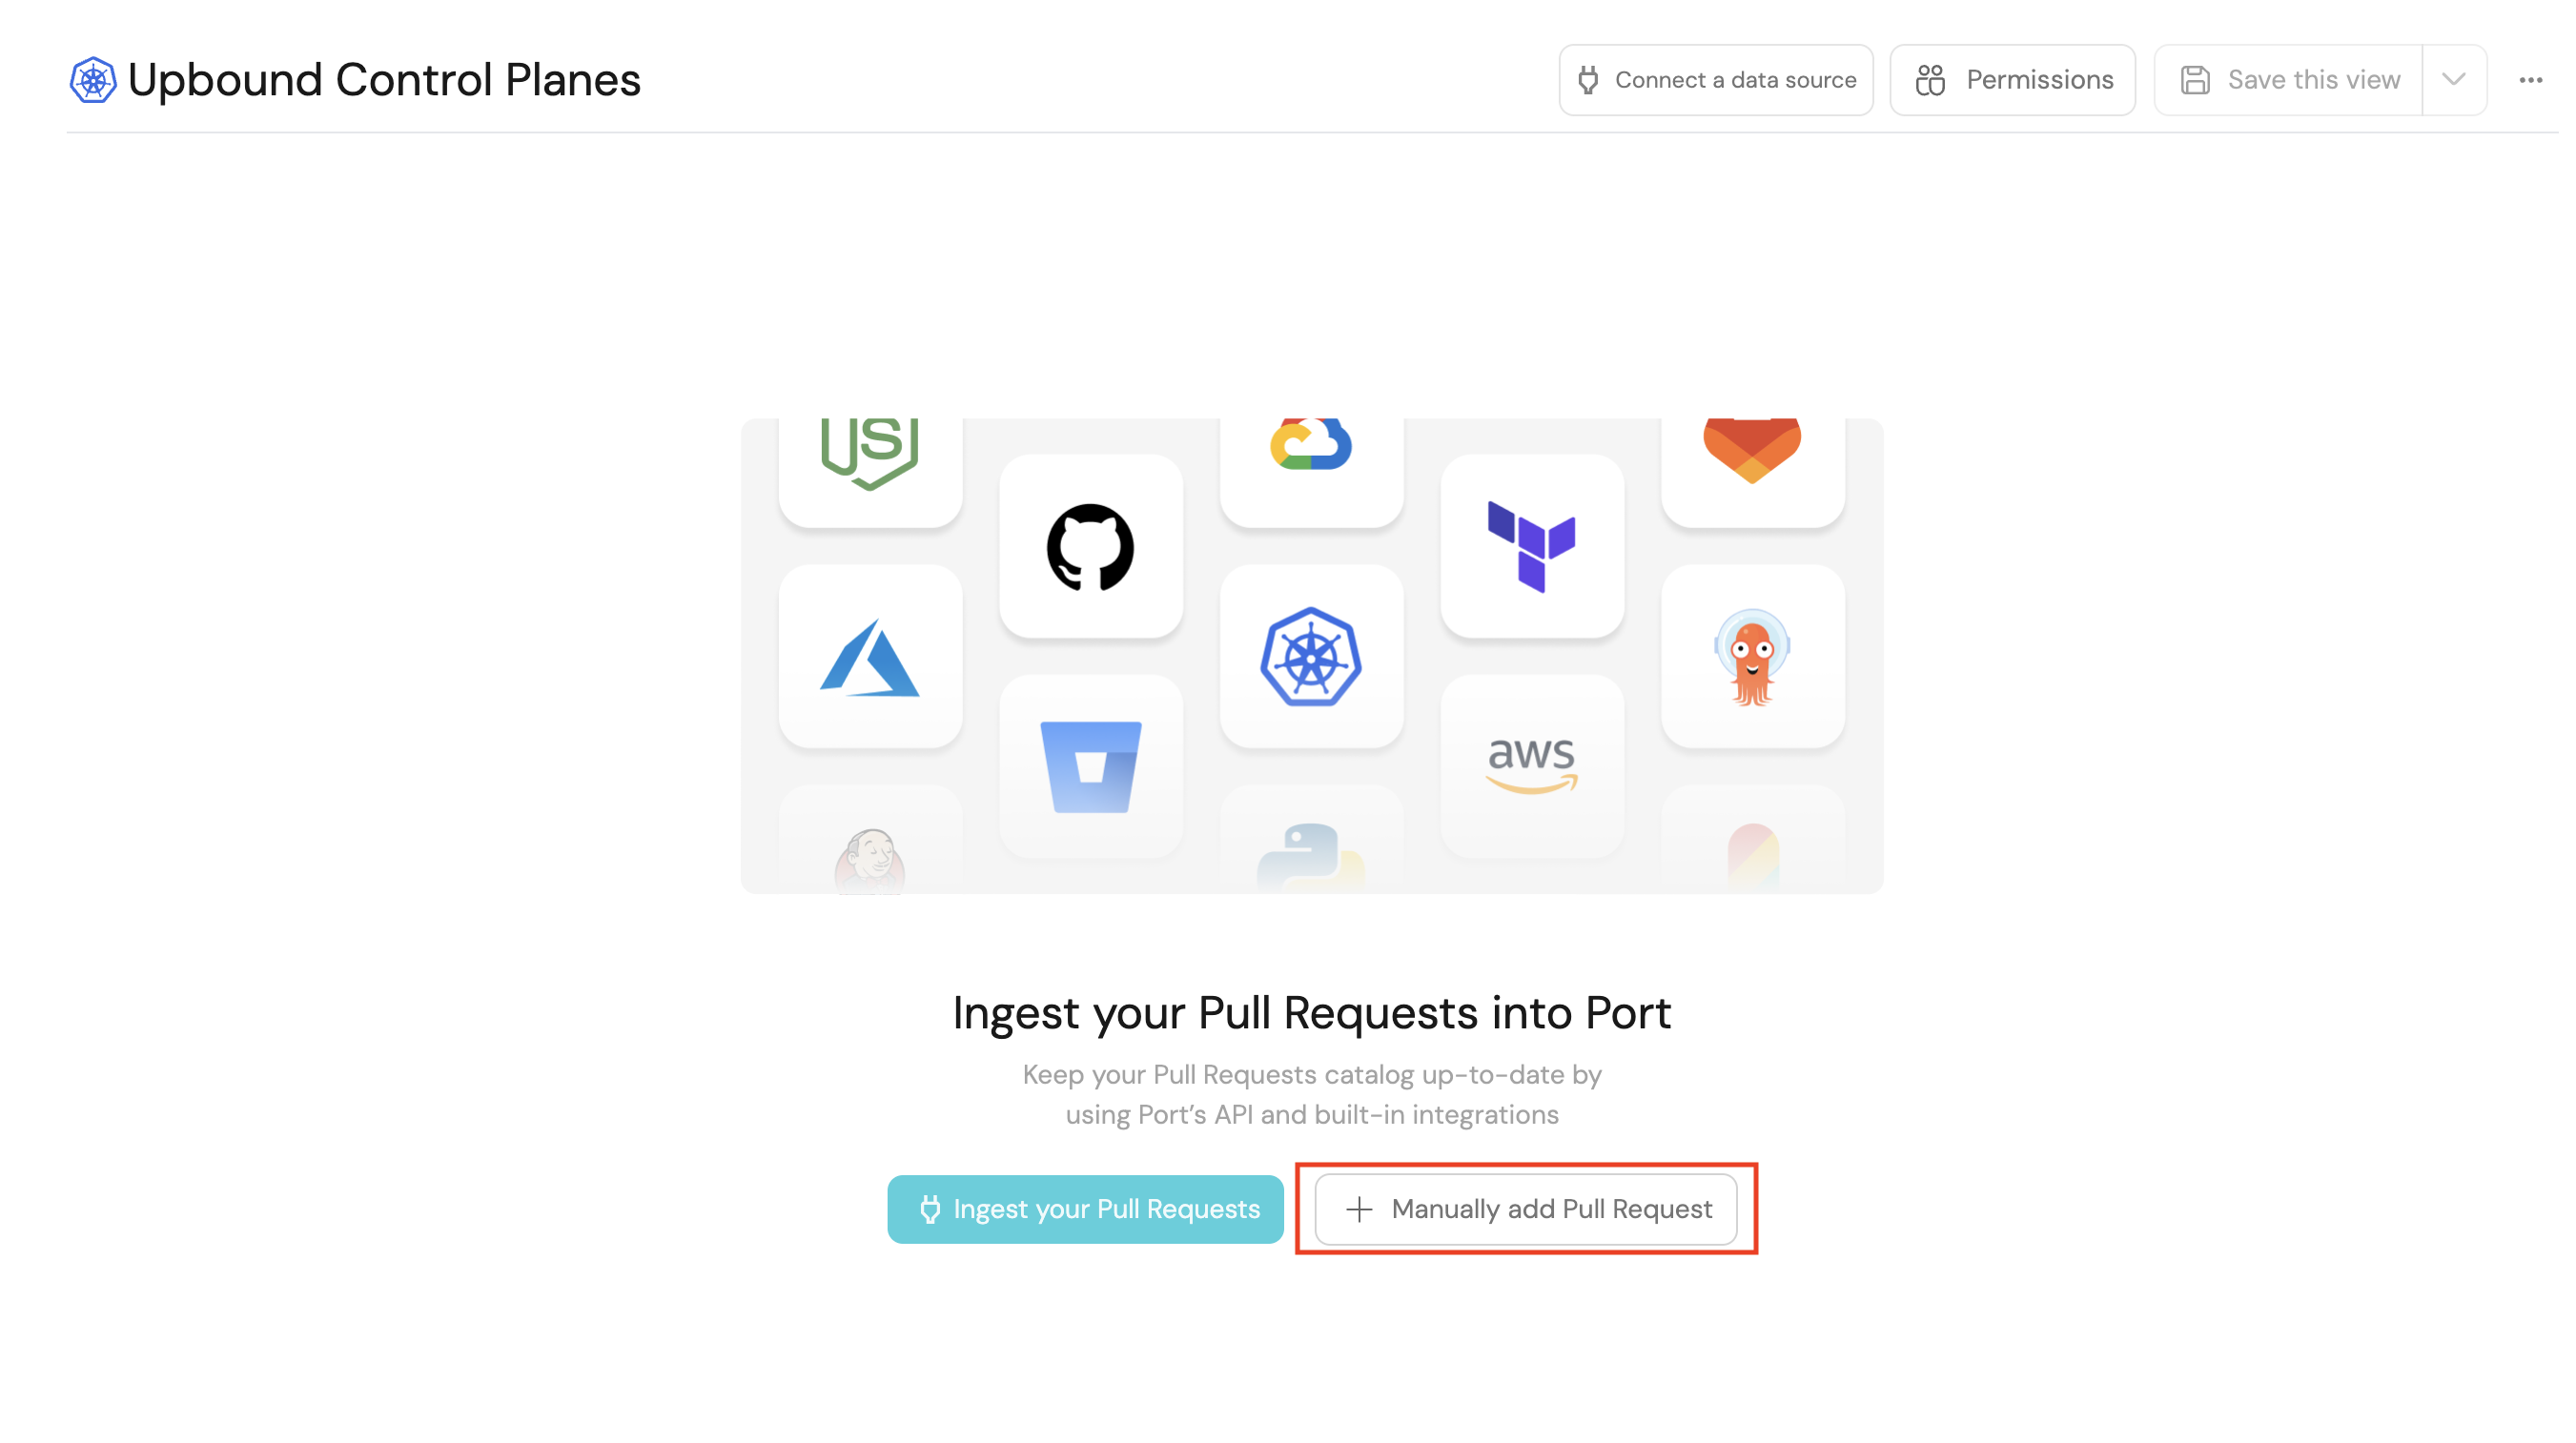 Upbound Control Planes
Connect a data source
Permissions
Save this view
JS
aws
Ingest your Pull Requests into Port
Keep your Pull Requests catalog up-to-date by
using Port's API and built-in integrations
Ingest your Pull Requests
Manually add Pull Request